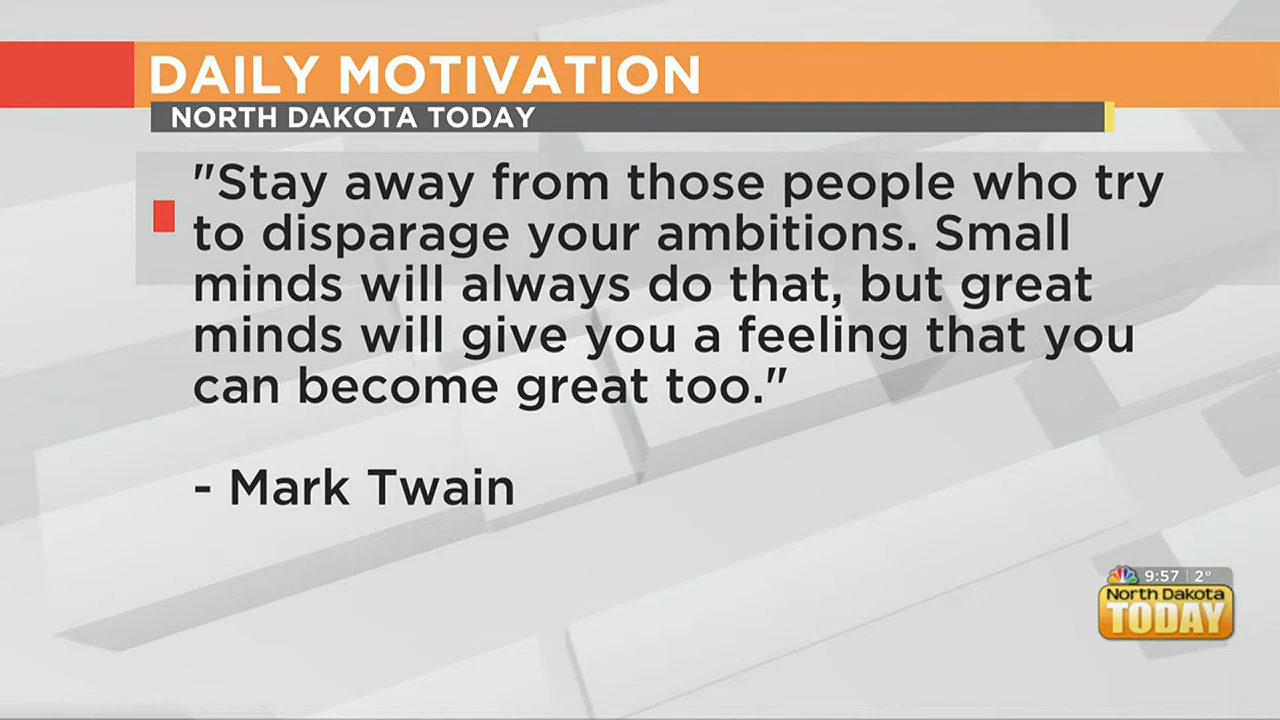 DAILY MOTIVATION
NORTH DAKOTA TODAY
"Stay away from those people who try
to disparage your ambitions. Small
minds will always do that, but great
minds will give you a feeling that you
can become great too."
- Mark Twain
9:57 | 2°
North Dakota
TODAY